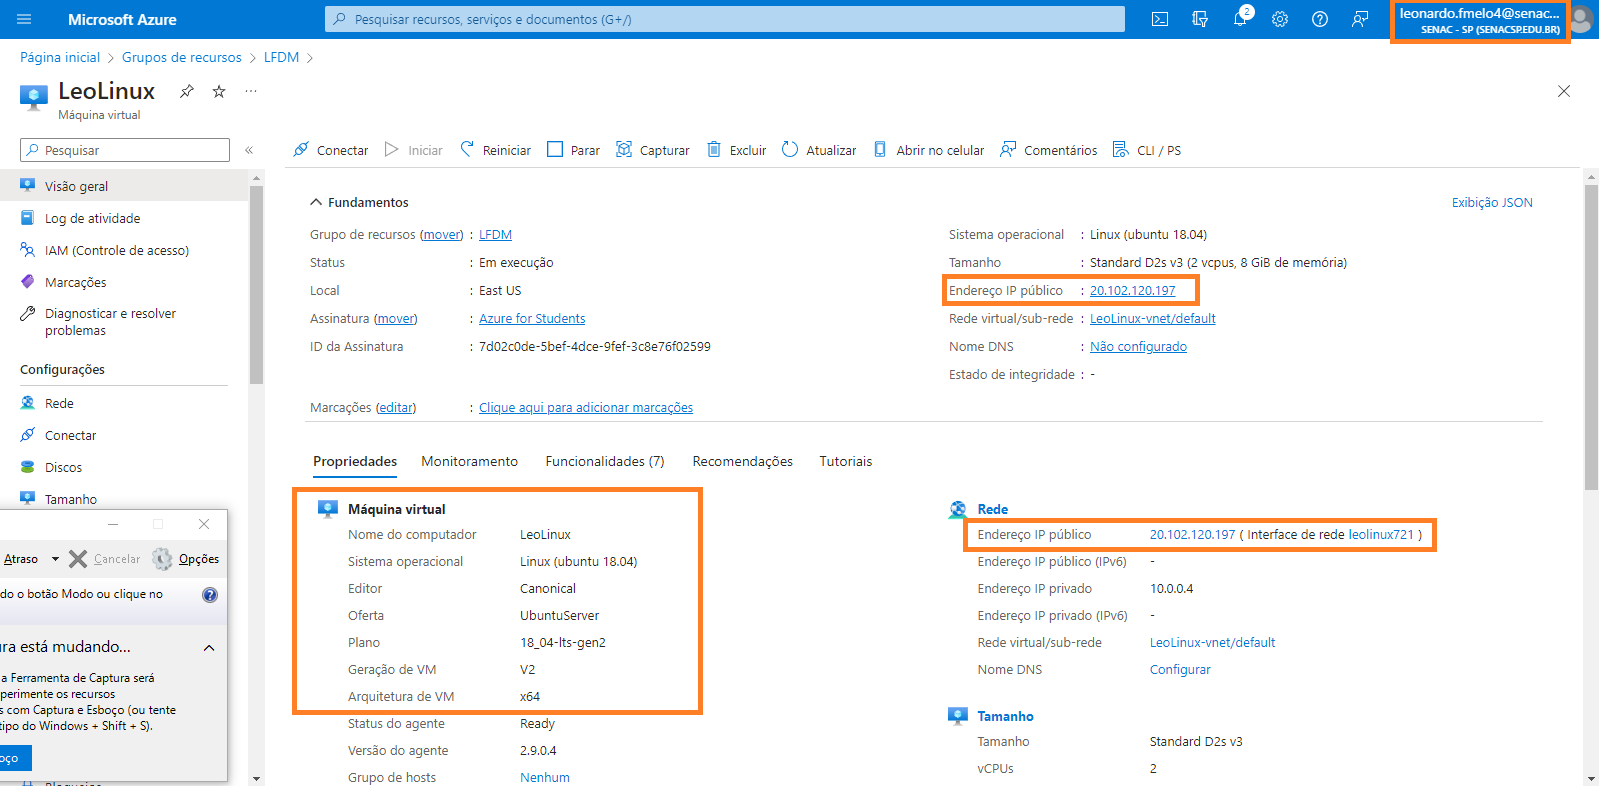 Microsoft Azure
Pesquisar recursos, serviços e documentos (G+/)
2
leonardo.fmelo4@senac...
SENAC - SP (SENACSP.EDU.BR)
Página inicial > Grupos de recursos > LFDM >
LeoLinux
...
Máquina virtual
Pesquisar
«
Conectar
Iniciar
Reiniciar
Parar
Capturar
Excluir
Atualizar
Abrir no celular
Comentários
CLI / PS
Visão geral
Log de atividade
IAM (Controle de acesso)
Marcações
Diagnosticar e resolver
problemas
Configurações
Rede
Conectar
Discos
Tamanho
Atraso
Cancelar
Opções
do o botão Modo ou clique no
ura está mudando...
a Ferramenta de Captura será
perimente os recursos
s com Captura e Esboço (ou tente
tipo do Windows + Shift + S).
oço
Bloqueios
Fundamentos
Exibição JSON
Grupo de recursos (mover) : LFDM
Status : Em execução
Local : East US
Assinatura (mover) : Azure for Students
ID da Assinatura : 7d02c0de-5bef-4dce-9fef-3c8e76f02599
Sistema operacional : Linux (ubuntu 18.04)
Tamanho : Standard D2s v3 (2 vcpus, 8 GiB de memória)
Endereço IP público : 20.102.120.197
Rede virtual/sub-rede : LeoLinux-vnet/default
Nome DNS : Não configurado
Estado de integridade : -
Marcações (editar) : Clique aqui para adicionar marcações
Propriedades
Monitoramento
Funcionalidades (7)
Recomendações
Tutoriais
Máquina virtual
Nome do computador LeoLinux
Sistema operacional Linux (ubuntu 18.04)
Editor Canonical
Oferta UbuntuServer
Plano 18_04-lts-gen2
Geração de VM V2
Arquitetura de VM x64
Status do agente Ready
Versão do agente 2.9.0.4
Grupo de hosts Nenhum
Rede
Endereço IP público 20.102.120.197 ( Interface de rede leolinux721 )
Endereço IP público (IPv6) -
Endereço IP privado 10.0.0.4
Endereço IP privado (IPv6) -
Rede virtual/sub-rede LeoLinux-vnet/default
Nome DNS Configurar
Tamanho
Tamanho Standard D2s v3
vCPUs 2